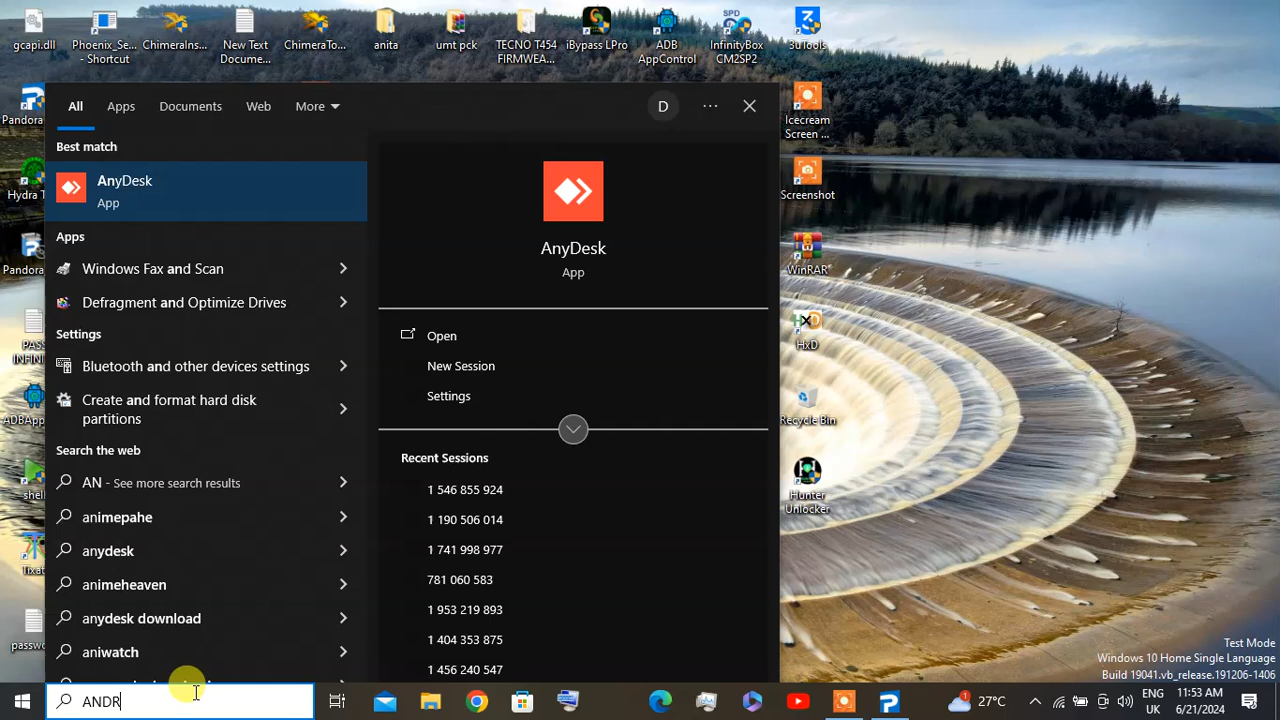 gcapi.dll
Phoenix_Se...
- Shortcut
ChimeraIns...
New Text
Docume...
ChimeraTo...
anita
umt pck
TECNO T454
FIRMWEA...
iBypass LPro
ADB
AppControl
SPD
InfinityBox
CM2SP2
3uTools
Pandora
Hydra T
Pandora
PASS
INFINI
ADBApp
shell
Tixat
passwo
All
Apps
Documents
Web
More
D
Best match
AnyDesk
App
Apps
Windows Fax and Scan
Defragment and Optimize Drives
Settings
Bluetooth and other devices settings
Create and format hard disk
partitions
Search the web
AN - See more search results
animepahe
anydesk
animeheaven
anydesk download
aniwatch
AnyDesk
App
Open
New Session
Settings
Recent Sessions
1 546 855 924
1 190 506 014
1 741 998 977
781 060 583
1 953 219 893
1 404 353 875
1 456 240 547
Icecream
Screen ...
Screenshot
WinRAR
HxD
HxD
Recycle Bin
Hunter
Unlocker
Test Mode
Windows 10 Home Single Language
Build 19041.vb_release.191206-1406
ANDR
27°C
ENG
UK
11:53 AM
6/21/2024